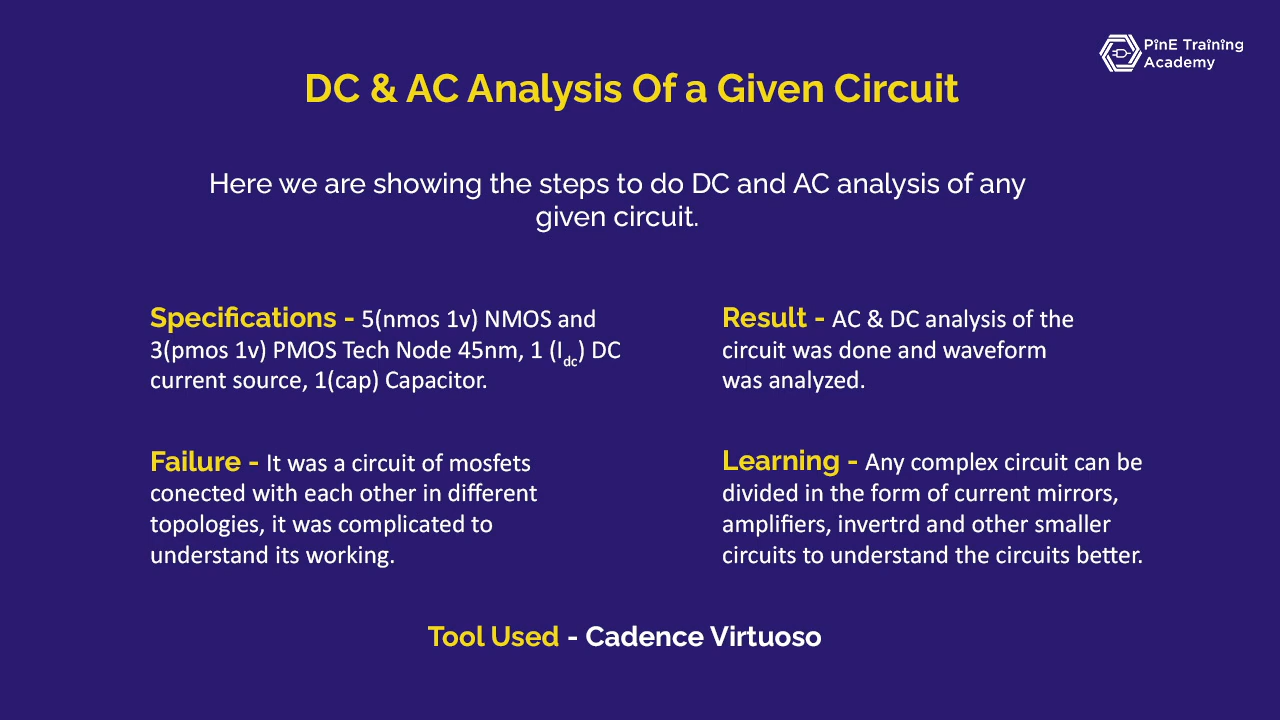 PinE Training
Academy
DC & AC Analysis Of a Given Circuit
Here we are showing the steps to do DC and AC analysis of any
given circuit.
Specifications - 5(nmos 1v) NMOS and
3(pmos 1v) PMOS Tech Node 45nm, 1 (Idc) DC
current source, 1(cap) Capacitor.
Result - AC & DC analysis of the
circuit was done and waveform
was analyzed.
Failure - It was a circuit of mosfets
conected with each other in different
topologies, it was complicated to
understand its working.
Learning - Any complex circuit can be
divided in the form of current mirrors,
amplifiers, invertrd and other smaller
circuits to understand the circuits better.
Tool Used - Cadence Virtuoso